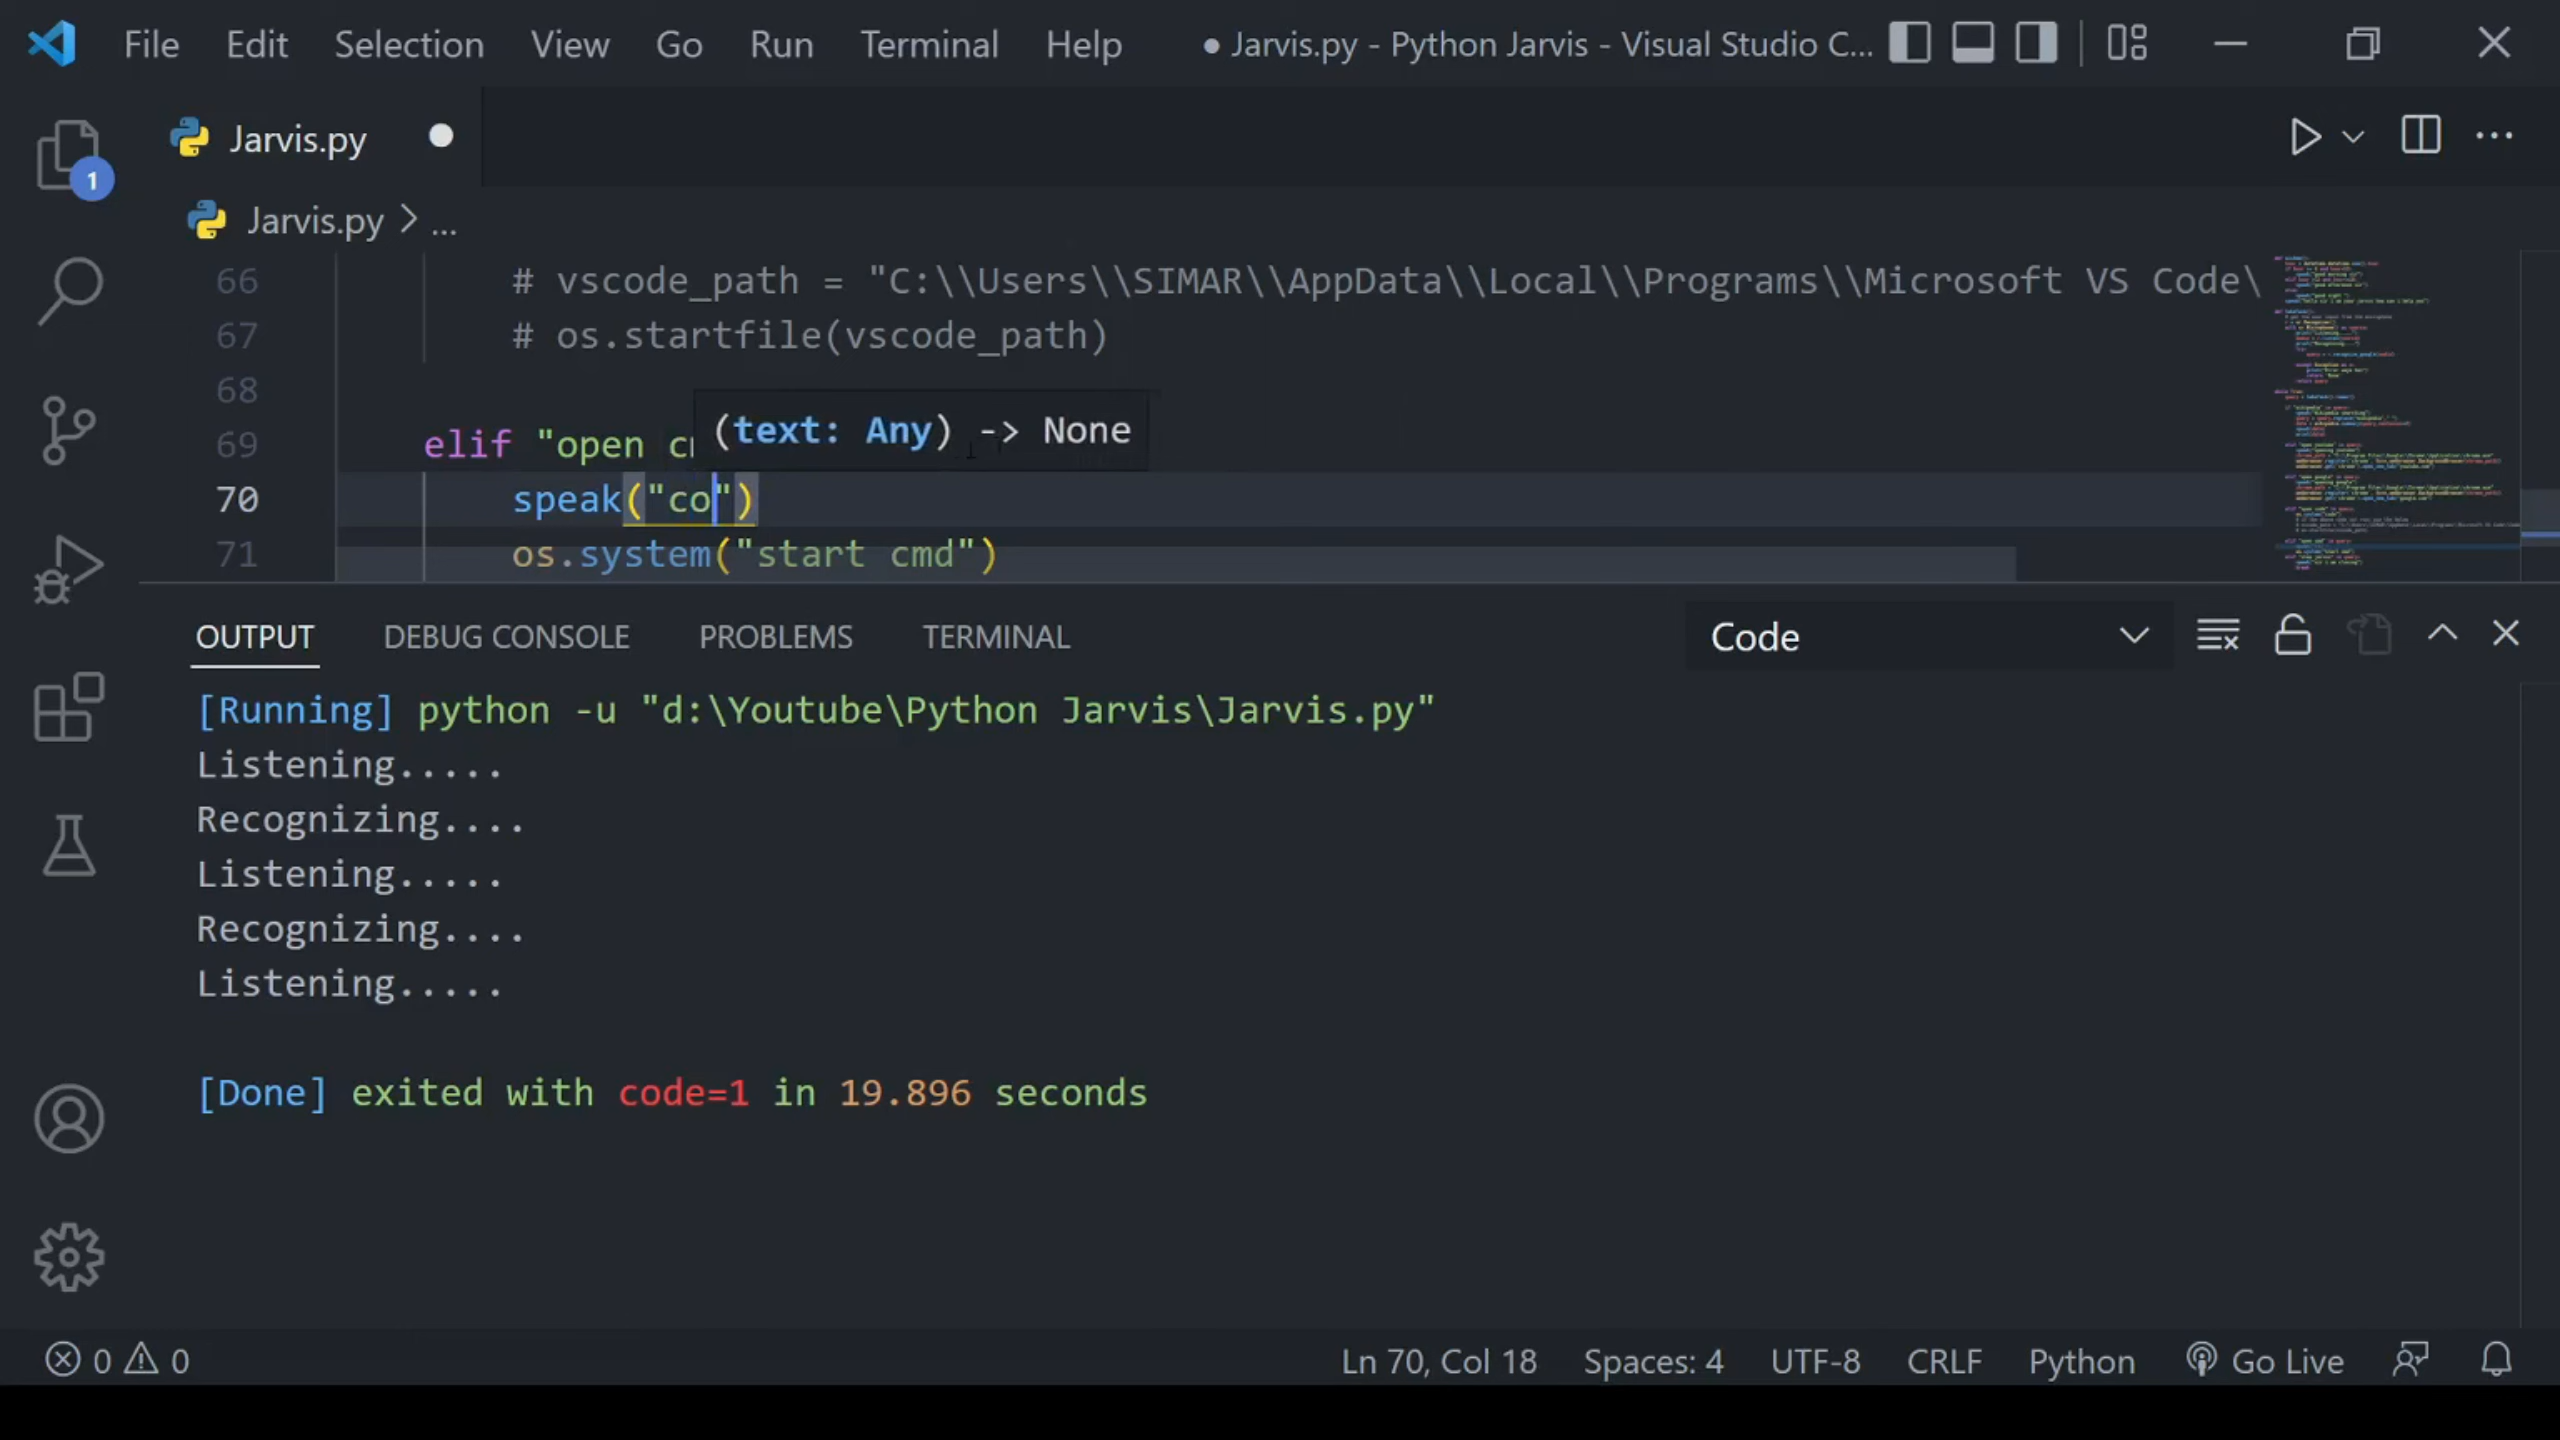 File Edit Selection View Go Run Terminal Help ● Jarvis.py - Python Jarvis - Visual Studio C...
Jarvis.py
1
Jarvis.py > ...
66 # vscode_path = "C:\\Users\\SIMAR\\AppData\\Local\\Programs\\Microsoft VS Code\
67 # os.startfile(vscode_path)
68
(text: Any) -> None
69 elif "open
70 speak("co")
71 os.system("start cmd")
OUTPUT DEBUG CONSOLE PROBLEMS TERMINAL Code
[Running] python -u "d:\Youtube\Python Jarvis\Jarvis.py"
Listening.....
Recognizing....
Listening.....
Recognizing....
Listening.....
[Done] exited with code=1 in 19.896 seconds
0 0 Ln 70, Col 18 Spaces: 4 UTF-8 CRLF Python Go Live